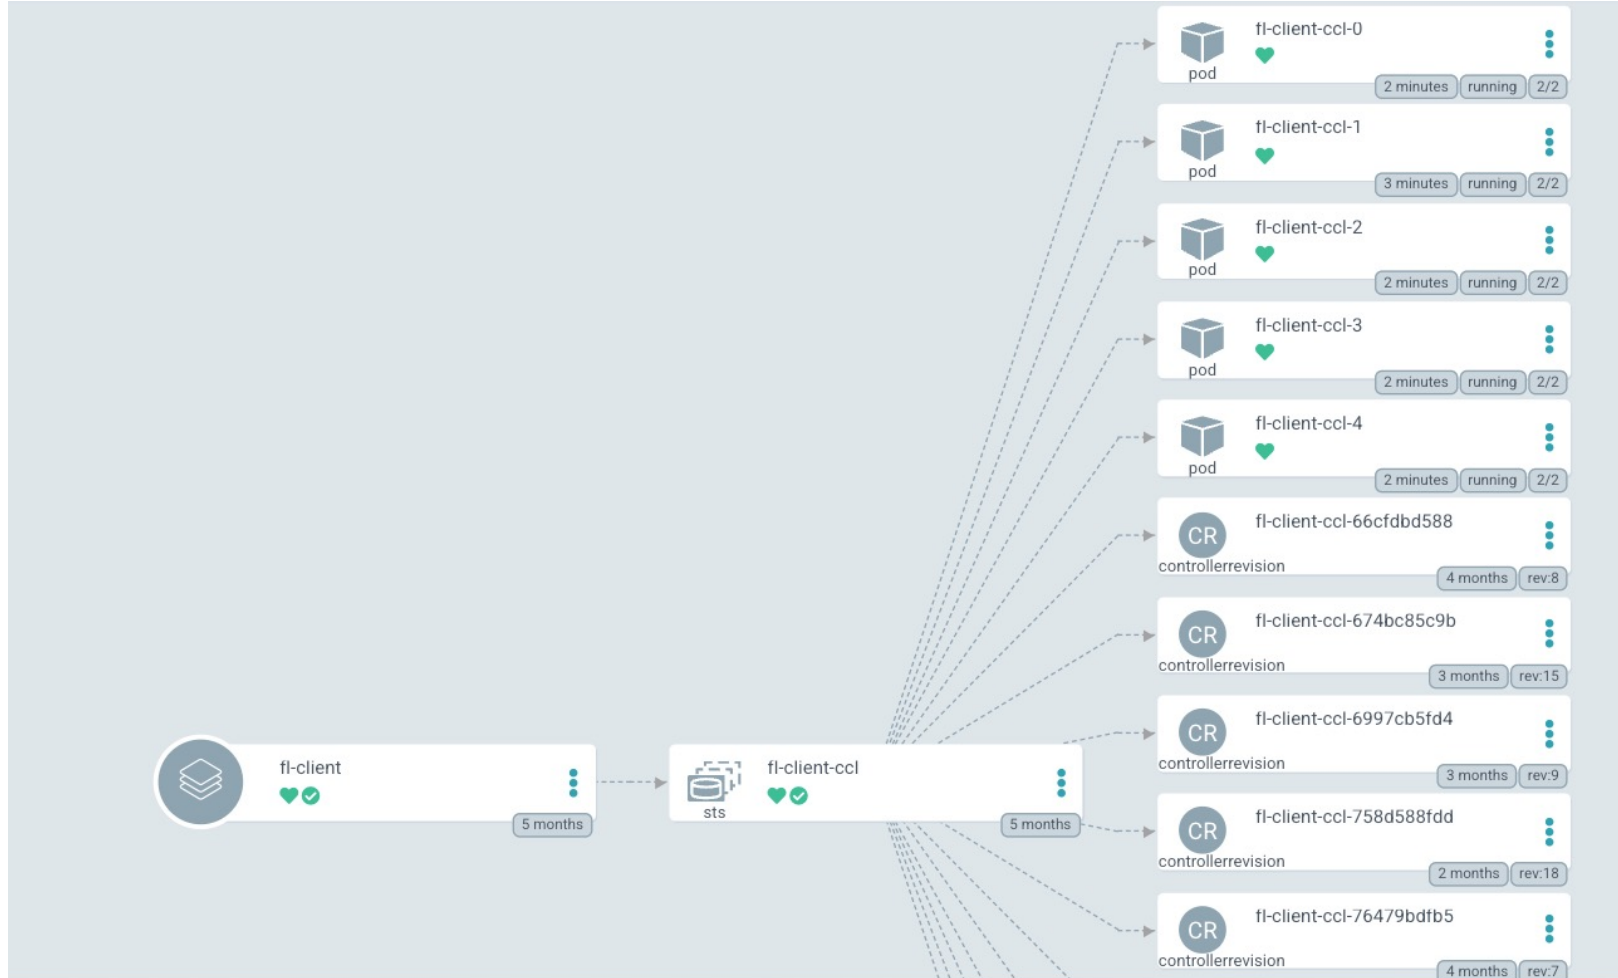 fl-client-ccl-0
pod
2 minutes running 2/2
fl-client-ccl-1
pod
3 minutes running 2/2
fl-client-ccl-2
pod
2 minutes running 2/2
fl-client-ccl-3
pod
2 minutes running 2/2
fl-client-ccl-4
pod
2 minutes running 2/2
fl-client-ccl-66cfdbd588
CR
controllerrevision
4 months rev:8
fl-client-ccl-674bc85c9b
CR
controllerrevision
3 months rev:15
fl-client-ccl-6997cb5fd4
CR
controllerrevision
3 months rev:9
fl-client
5 months
fl-client-ccl
sts
5 months
fl-client-ccl-758d588fdd
CR
controllerrevision
2 months rev:18
fl-client-ccl-76479bdfb5
CR
controllerrevision
4 months rev:7